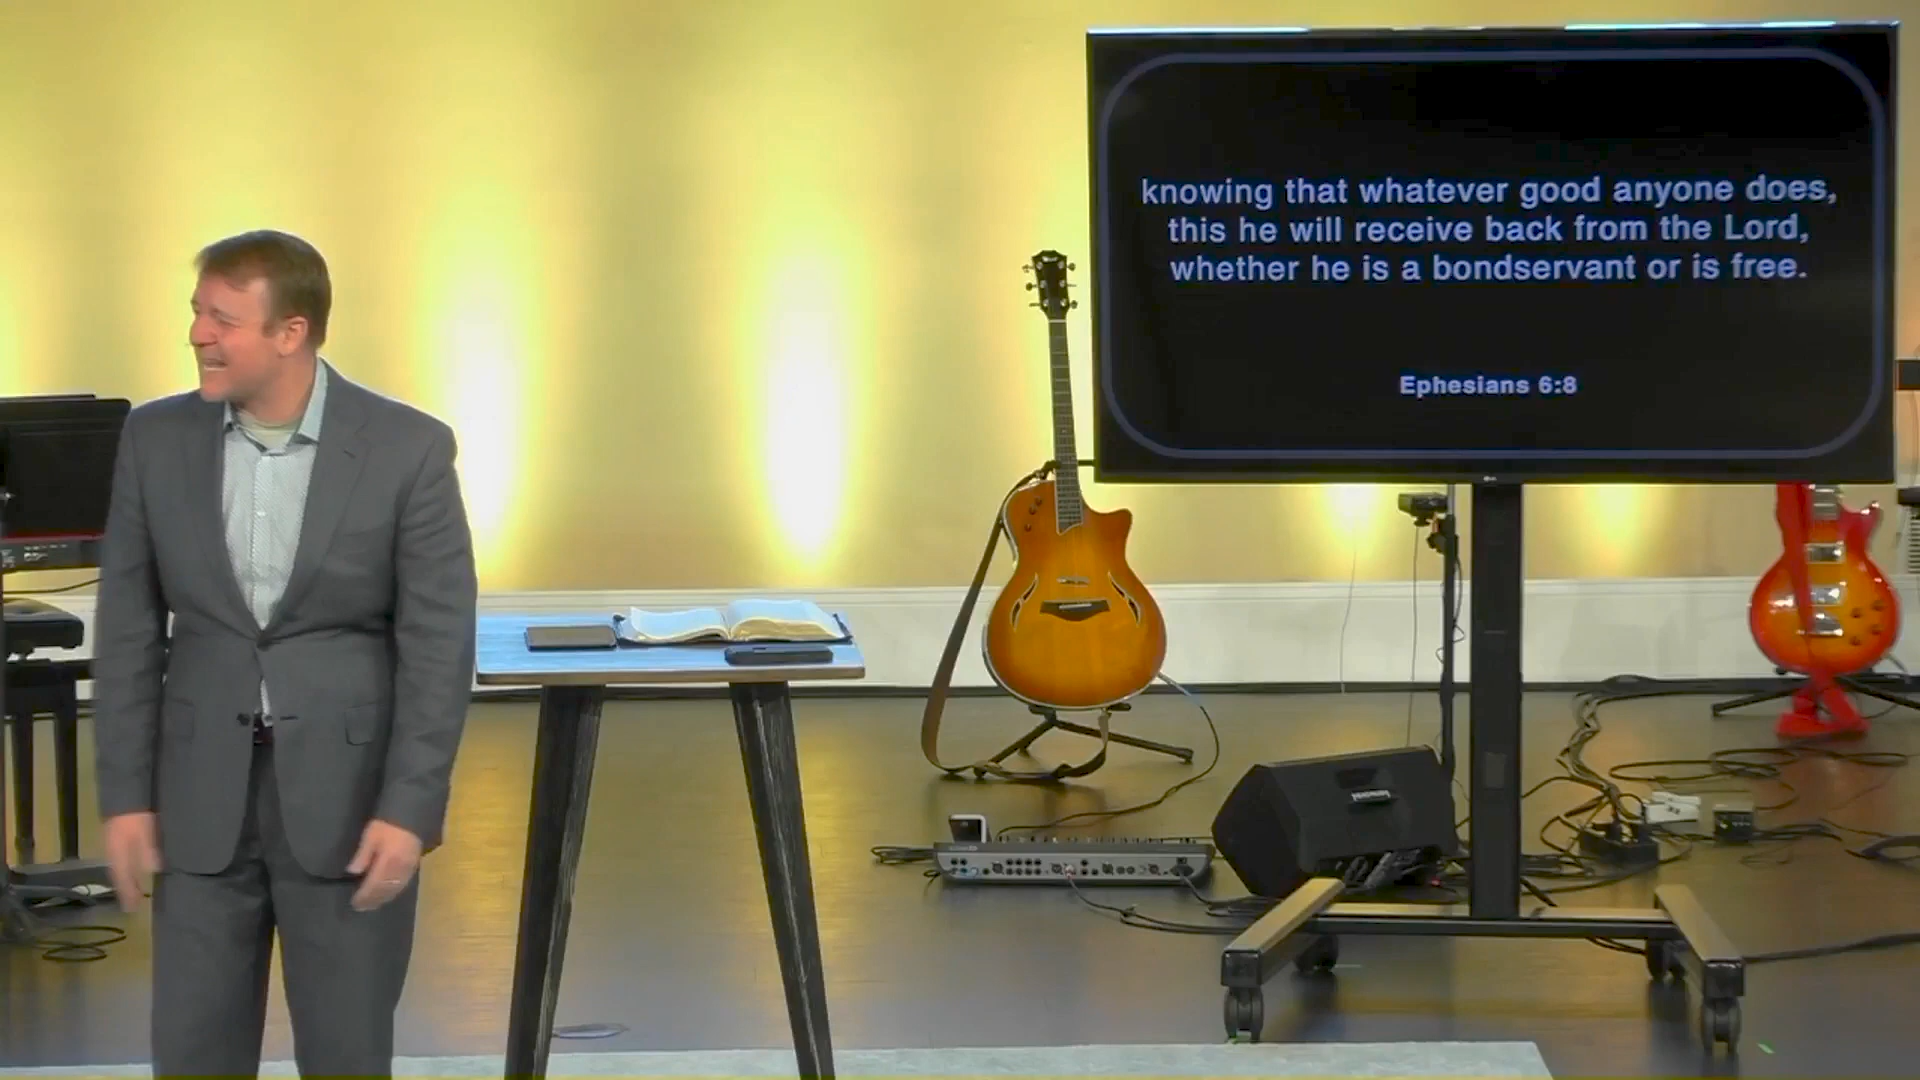 knowing that whatever good anyone does,
this he will receive back from the Lord,
whether he is a bondservant or is free.
Ephesians 6:8